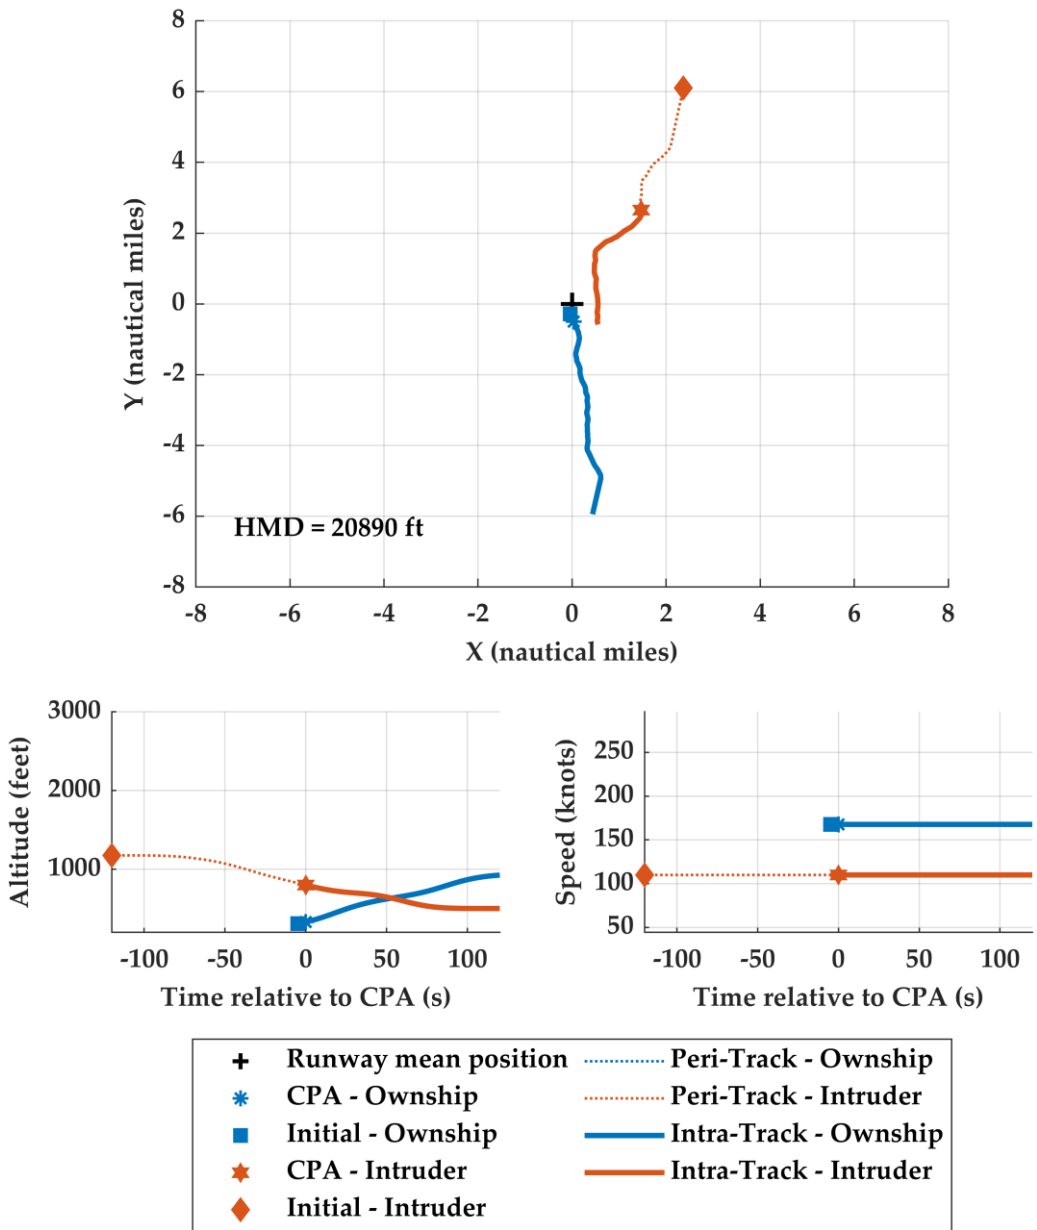 8
6
4
2
0
-2
-4
-6
-8
Y (nautical miles)
HMD = 20890 ft
-8 -6 -4 -2 0 2 4 6 8
X (nautical miles)
3000
2000
1000
Altitude (feet)
-100 -50 0 50 100
Time relative to CPA (s)
250
200
150
100
50
Speed (knots)
-100 -50 0 50 100
Time relative to CPA (s)
Runway mean position
CPA - Ownship
Initial - Ownship
CPA - Intruder
Initial - Intruder
Peri-Track - Ownship
Peri-Track - Intruder
Intra-Track - Ownship
Intra-Track - Intruder